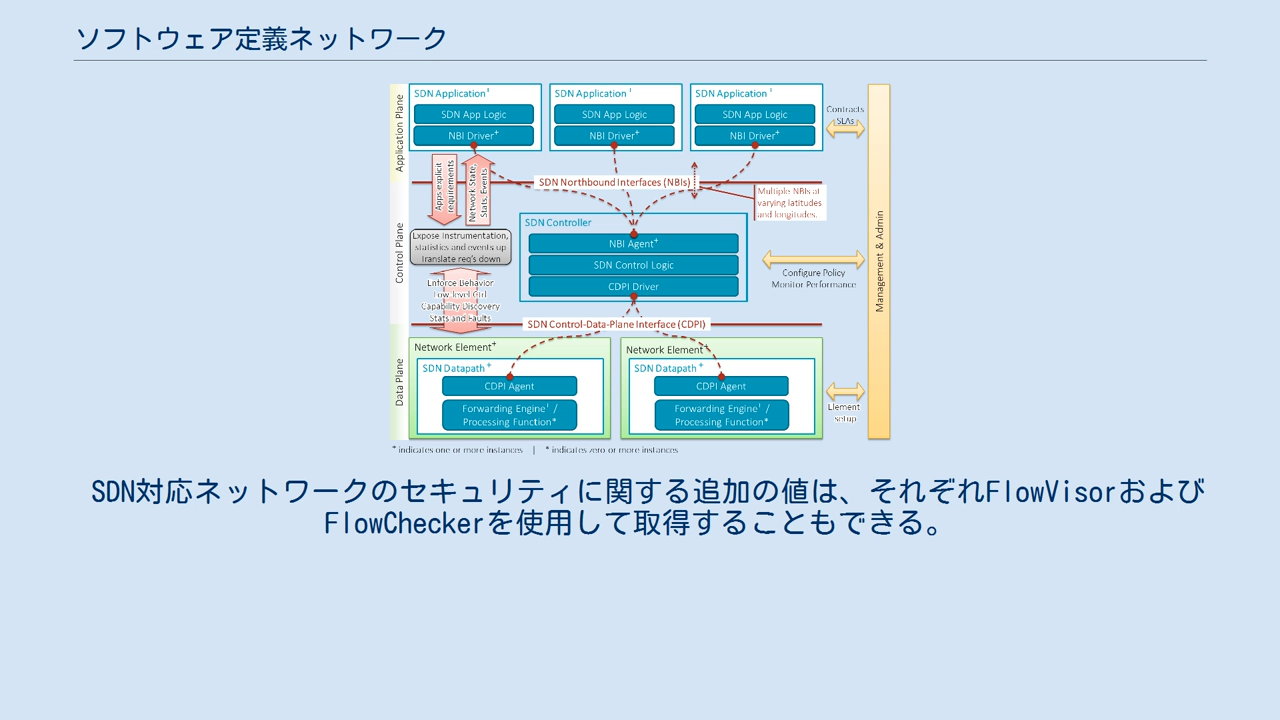 ソフトウェア定義ネットワーク
Application Plane
Control Plane
Data Plane
SDN Application⁺
SDN App Logic
NBI Driver⁺
SDN Application⁺
SDN App Logic
NBI Driver⁺
SDN Application⁺
SDN App Logic
NBI Driver⁺
Contracts
SLAs
Apps explicit
requirements
Network State,
Stats, Events
SDN Northbound Interfaces (NBIs)
Multiple NBIs at
varying latitudes
and longitudes.
Expose Instrumentation,
statistics and events up
Translate req's down
SDN Controller
NBI Agent⁺
SDN Control Logic
CDPI Driver
Configure Policy
Monitor Performance
Management & Admin
Enforce Behavior
Low-level Ctrl
Capability Discovery
Stats and Faults
SDN Control-Data-Plane Interface (CDPI)
Network Element⁺
SDN Datapath⁺
CDPI Agent
Forwarding Engine⁺ /
Processing Function*
Network Element⁺
SDN Datapath⁺
CDPI Agent
Forwarding Engine⁺ /
Processing Function*
Element
setup
⁺ indicates one or more instances | * indicates zero or more instances
SDN対応ネットワークのセキュリティに関する追加の値は、それぞれFlowVisorおよび
FlowCheckerを使用して取得することもできる。